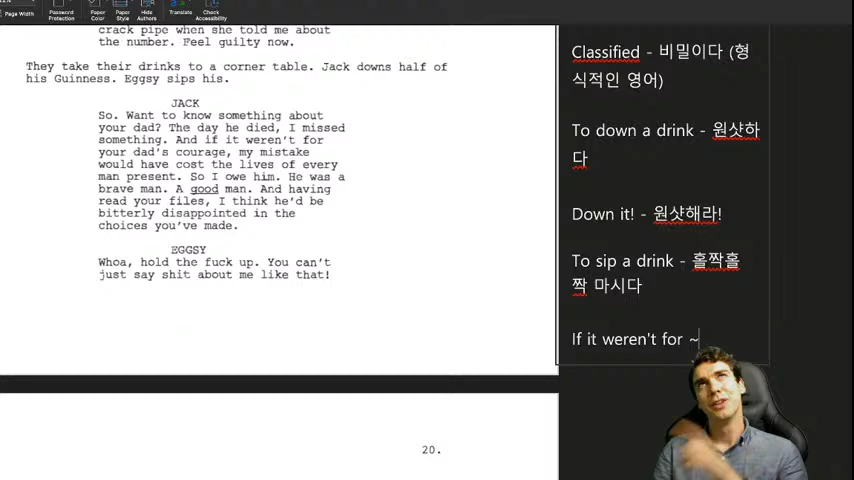 Page Width
Password
Protection
Paper
Color
Paper
Style
Hide
Authors
Translate
Check
Accessibility
crack pipe when she told me about
the number. Feel guilty now.
They take their drinks to a corner table. Jack downs half of
his Guinness. Eggsy sips his.
JACK
So. Want to know something about
your dad? The day he died, I missed
something. And if it weren't for
your dad's courage, my mistake
would have cost the lives of every
man present. So I owe him. He was a
brave man. A good man. And having
read your files, I think he'd be
bitterly disappointed in the
choices you've made.
EGGSY
Whoa, hold the fuck up. You can't
just say shit about me like that!
20.
Classified - 비밀이다 (형
식적인 영어)
To down a drink - 원샷하
다
Down it! - 원샷해라!
To sip a drink - 홀짝홀
짝 마시다
If it weren't for ~